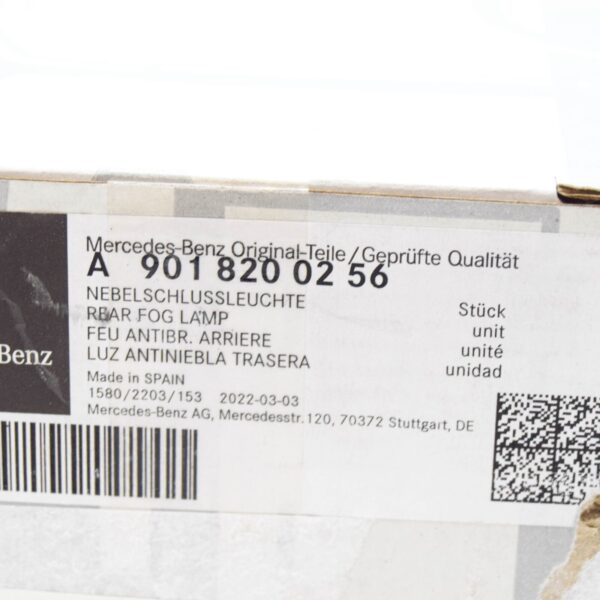 Mercedes-Benz Original-Teile/Geprüfte Qualität
A 901 820 02 56
NEBELSCHLUSSLEUCHTE
RBAR FOG LAMP
FEU ANTIBR. ARRIERE
LUZ ANTINIEBLA TRASERA
Stück
unit
unité
unidad
Benz
Made in SPAIN
1580/2203/153 2022-03-03
Mercedes-Benz AG, Mercedesstr.120, 70372 Stuttgart, DE